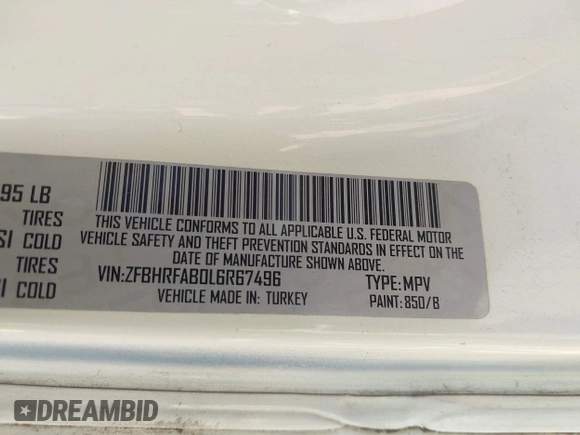 95 LB
TIRES
SI COLD
TIRES
I COLD
THIS VEHICLE CONFORMS TO ALL APPLICABLE U.S. FEDERAL MOTOR
VEHICLE SAFETY AND THEFT PREVENTION STANDARDS IN EFFECT ON THE
DATE OF MANUFACTURE SHOWN ABOVE.
VIN:ZFBHRFAB0L6R67496 TYPE:MPV
VEHICLE MADE IN: TURKEY PAINT: 850/B
DREAMBID